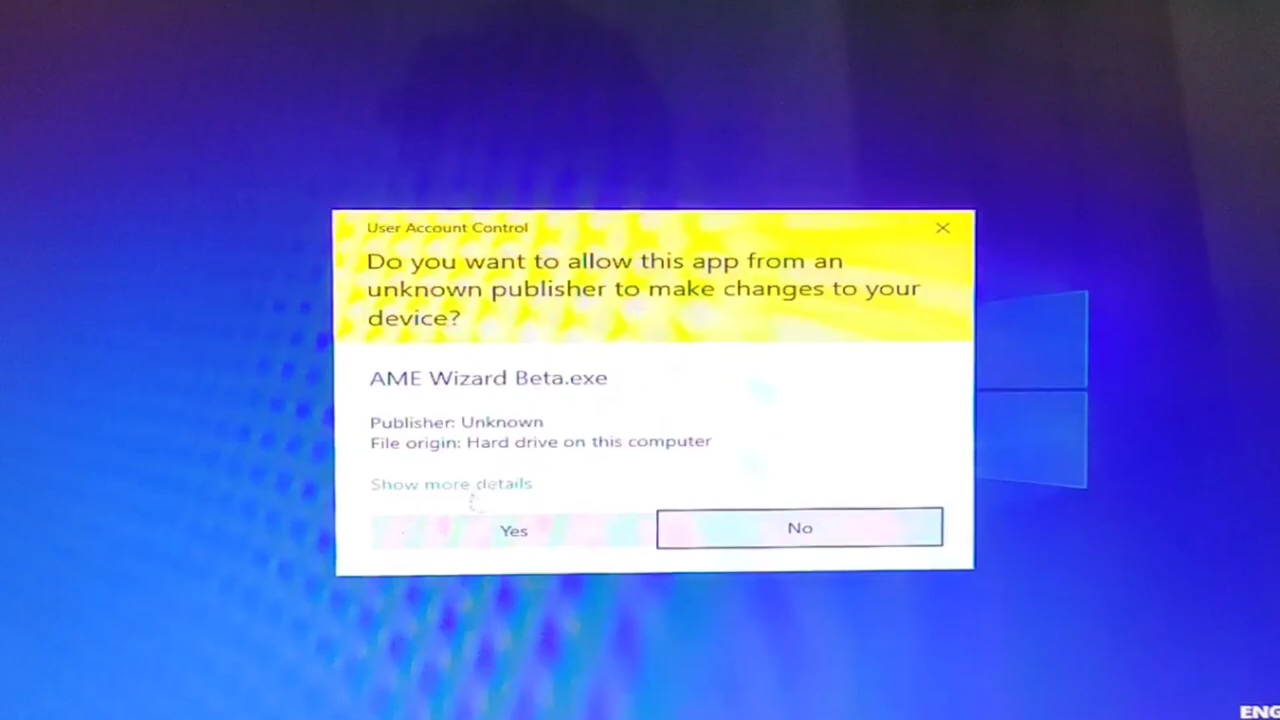 User Account Control
Do you want to allow this app from an
unknown publisher to make changes to your
device?
AME Wizard Beta.exe
Publisher: Unknown
File origin: Hard drive on this computer
Show more details
Yes
No
ENG